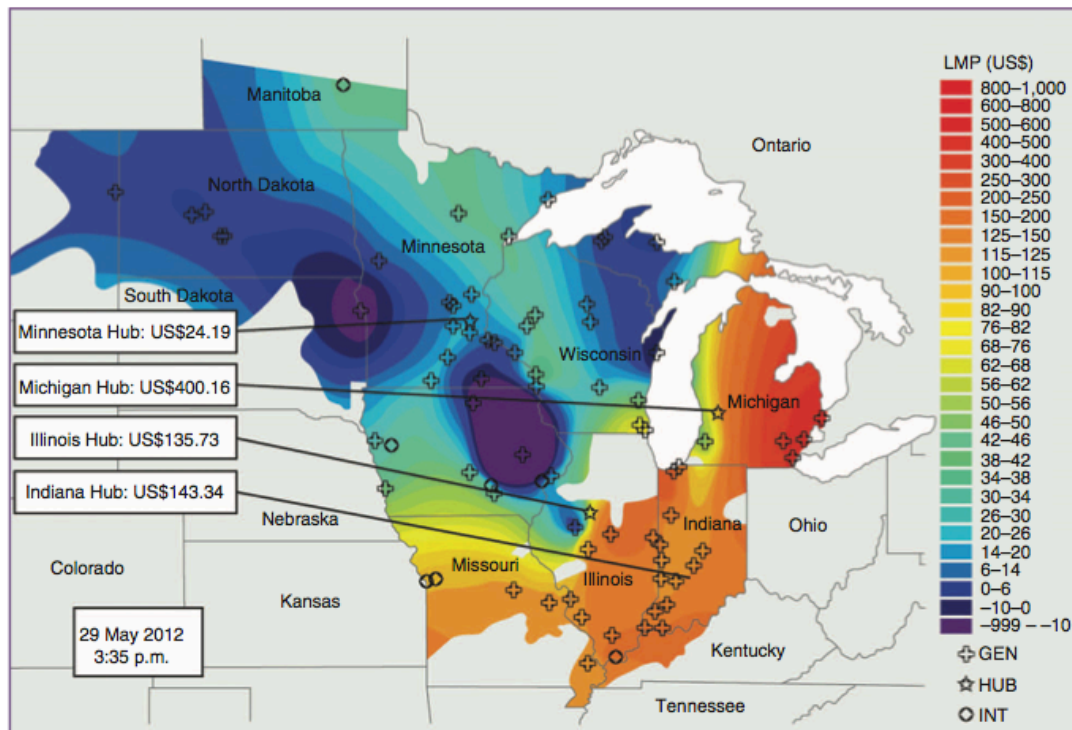 LMP (US$)
800–1,000
600–800
500–600
400–500
300–400
250–300
200–250
150–200
125–150
115–125
100–115
90–100
82–90
76–82
68–76
62–68
56–62
50–56
46–50
42–46
38–42
34–38
30–34
26–30
20–26
14–20
6–14
0–6
–10–0
–999 – –10
GEN
HUB
INT
Manitoba
Ontario
North Dakota
Minnesota
South Dakota
Minnesota Hub: US$24.19
Wisconsin
Michigan Hub: US$400.16
Michigan
Illinois Hub: US$135.73
Indiana Hub: US$143.34
Nebraska
Indiana
Ohio
Colorado
Missouri
Illinois
Kansas
29 May 2012
3:35 p.m.
Kentucky
Tennessee